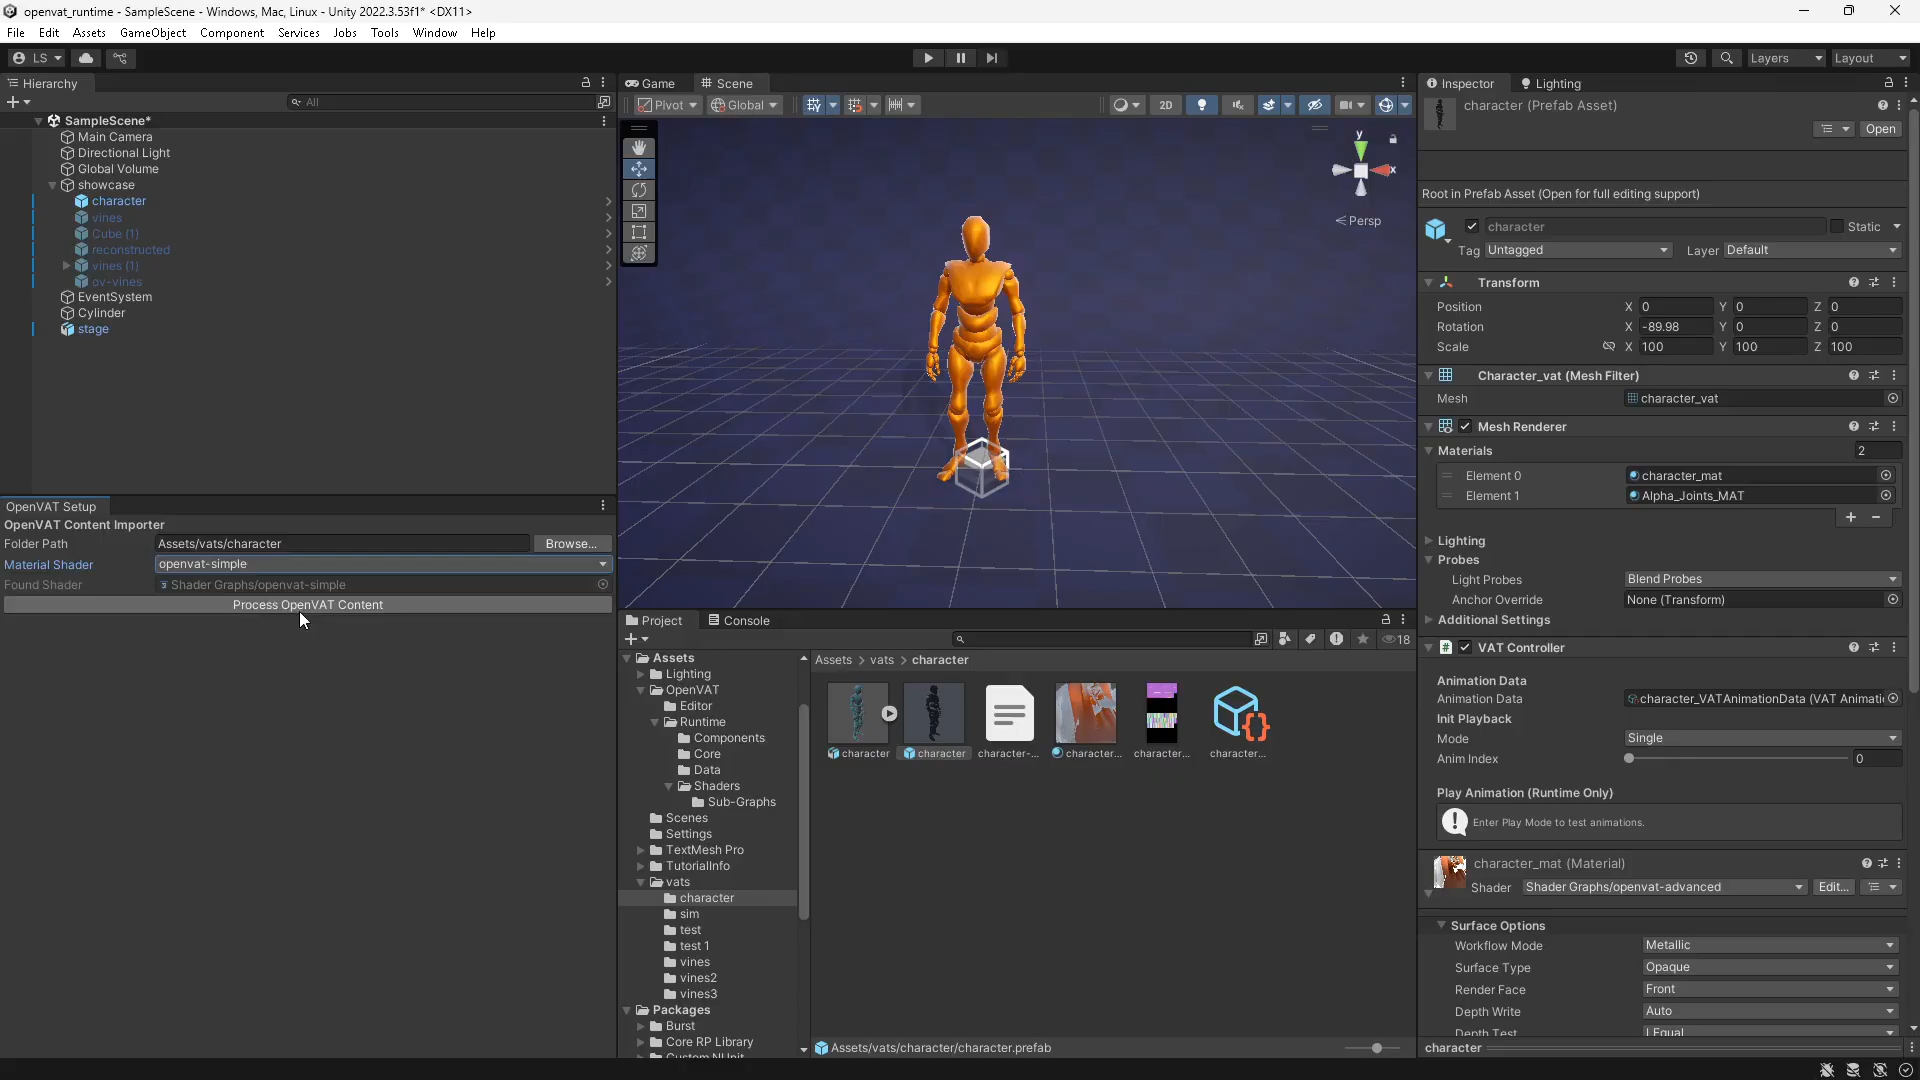 openvat_runtime - SampleScene - Windows, Mac, Linux - Unity 2022.3.53f1* <DX11>
File Edit Assets GameObject Component Services Jobs Tools Window Help
LS
Layers
Layout
Hierarchy
All
SampleScene*
Main Camera
Directional Light
Global Volume
showcase
character
vines
Cube (1)
reconstructed
vines (1)
ov-vines
EventSystem
Cylinder
stage
OpenVAT Setup
OpenVAT Content Importer
Folder Path Assets/vats/character Browse...
Material Shader openvat-simple
Found Shader Shader Graphs/openvat-simple
Process OpenVAT Content
Game Scene
Pivot Global 2D
y
x
Persp
Project Console
18
Assets
Lighting
OpenVAT
Editor
Runtime
Components
Core
Data
Shaders
Sub-Graphs
Scenes
Settings
TextMesh Pro
TutorialInfo
vats
character
sim
test
test 1
vines
vines2
vines3
Packages
Burst
Core RP Library
Custom NUnit
Assets > vats > character
character character character-... character... character... character...
Assets/vats/character/character.prefab
Inspector Lighting
character (Prefab Asset)
Open
Root in Prefab Asset (Open for full editing support)
character Static
Tag Untagged Layer Default
Transform
Position X 0 Y 0 Z 0
Rotation X -89.98 Y 0 Z 0
Scale X 100 Y 100 Z 100
Character_vat (Mesh Filter)
Mesh character_vat
Mesh Renderer
Materials 2
Element 0 character_mat
Element 1 Alpha_Joints_MAT
Lighting
Probes
Light Probes Blend Probes
Anchor Override None (Transform)
Additional Settings
VAT Controller
Animation Data
Animation Data character_VATAnimationData (VAT Animati
Init Playback
Mode Single
Anim Index 0
Play Animation (Runtime Only)
Enter Play Mode to test animations.
character_mat (Material)
Shader Shader Graphs/openvat-advanced Edit...
Surface Options
Workflow Mode Metallic
Surface Type Opaque
Render Face Front
Depth Write Auto
Depth Test LEqual
character